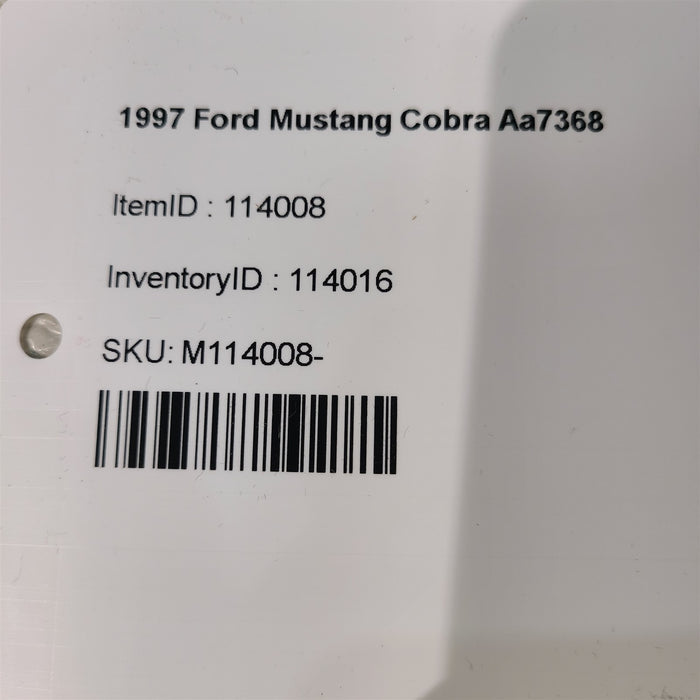 1997 Ford Mustang Cobra Aa7368
ItemID : 114008
InventoryID : 114016
SKU: M114008-